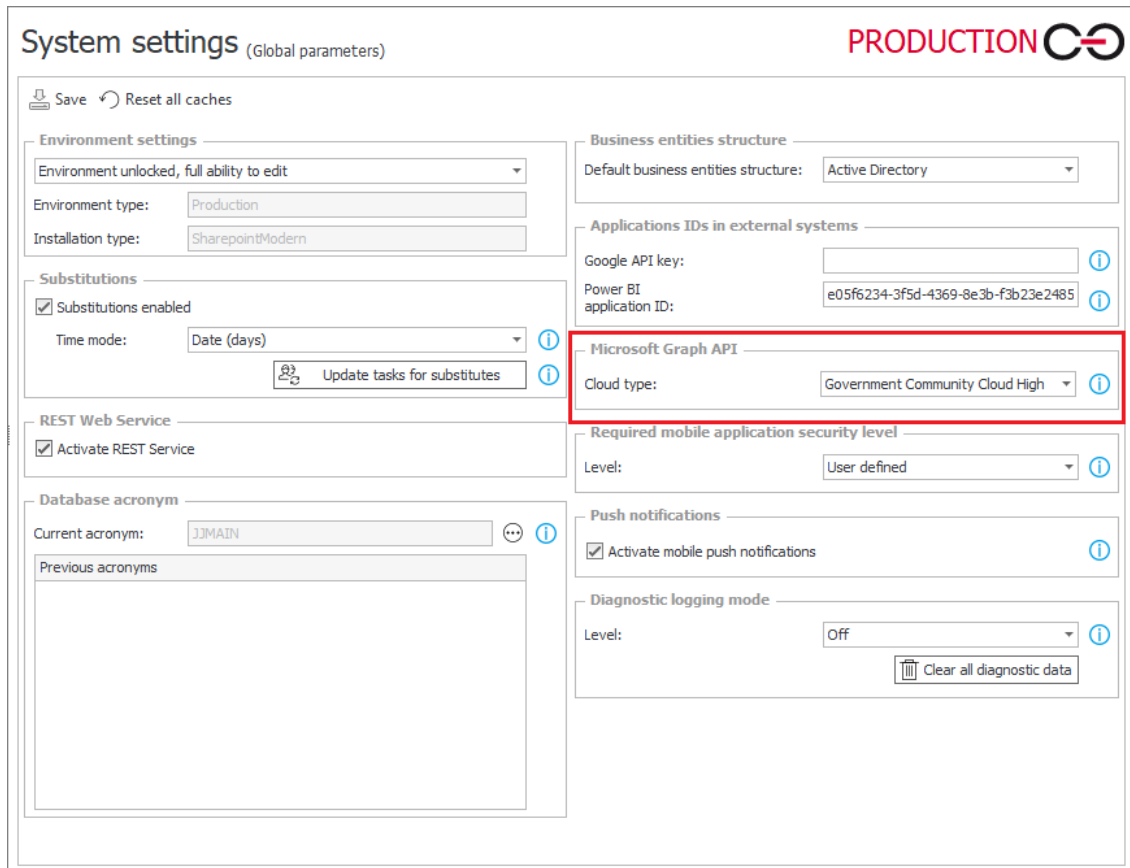 System settings (Global parameters)
PRODUCTION
Save Reset all caches
Environment settings
Environment unlocked, full ability to edit
Environment type: Production
Installation type: SharepointModern
Substitutions
Substitutions enabled
Time mode: Date (days)
Update tasks for substitutes
REST Web Service
Activate REST Service
Database acronym
Current acronym: JJMAIN
Previous acronyms
Business entities structure
Default business entities structure: Active Directory
Applications IDs in external systems
Google API key:
Power BI
application ID: e05f6234-3f5d-4369-8e3b-f3b23e2485
Microsoft Graph API
Cloud type: Government Community Cloud High
Required mobile application security level
Level: User defined
Push notifications
Activate mobile push notifications
Diagnostic logging mode
Level: Off
Clear all diagnostic data